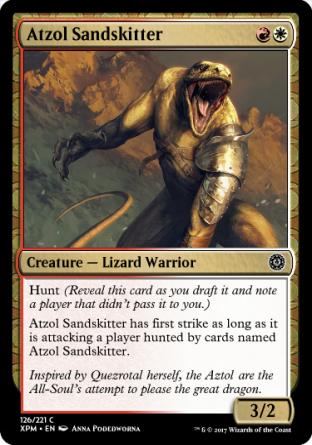 Atzol Sandskitter
Creature — Lizard Warrior
Hunt (Reveal this card as you draft it and note
a player that didn't pass it to you.)
Atzol Sandskitter has first strike as long as it
is attacking a player hunted by cards named
Atzol Sandskitter.
Inspired by Quezrotal herself, the Aztol are the
All-Soul's attempt to please the great dragon.
3/2
126/221 C
XPM • EN Anna Podedworna
™ & © 2017 Wizards of the Coast